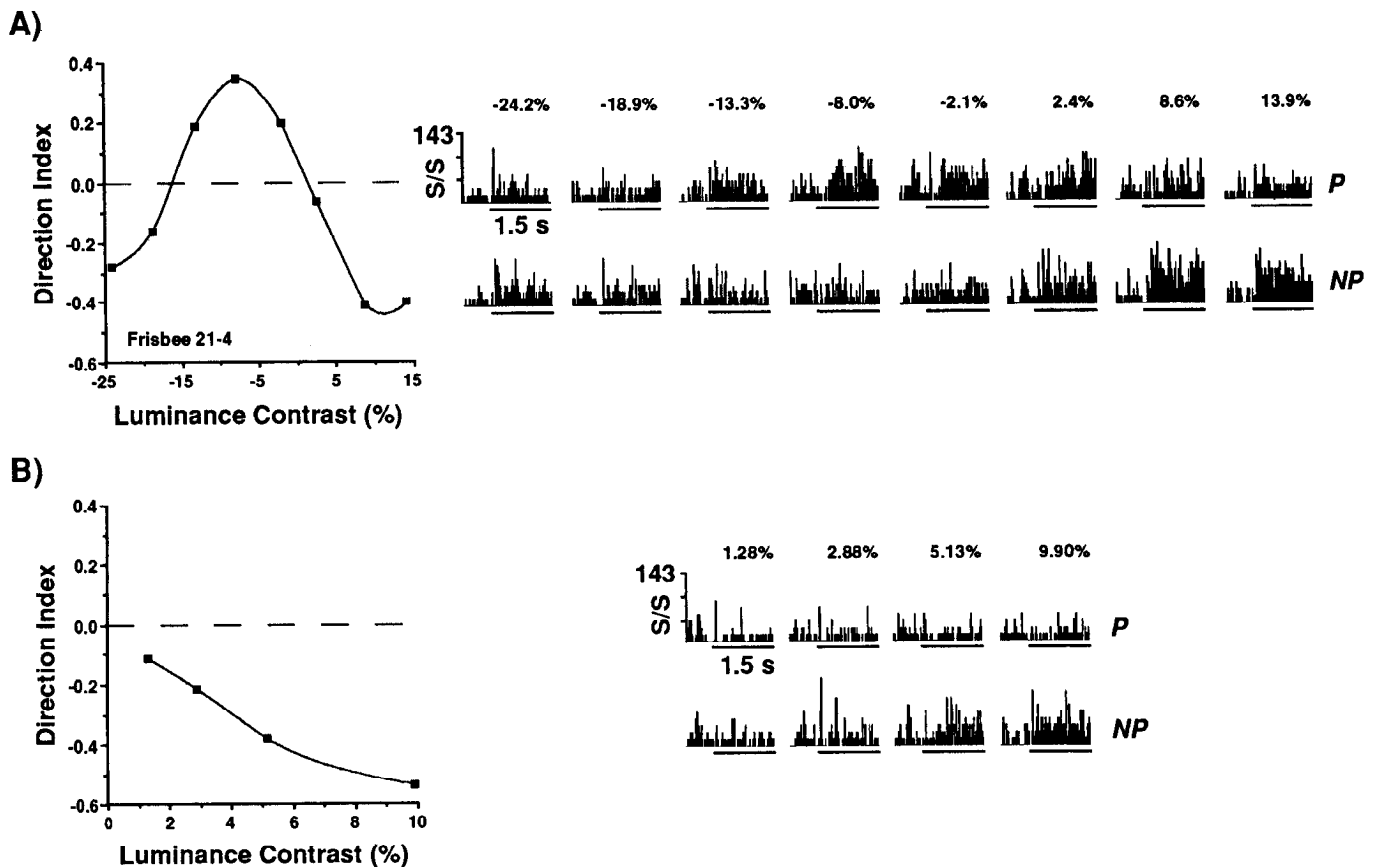 A)
0.4
0.2
0.0
-0.2
-0.4
-0.6
Direction Index
Frisbee 21-4
-25 -15 -5 5 15
Luminance Contrast (%)
-24.2% -18.9% -13.3% -8.0% -2.1% 2.4% 8.6% 13.9%
143
S/S
P
1.5 s
NP
B)
0.4
0.2
0.0
-0.2
-0.4
-0.6
Direction Index
0 2 4 6 8 10
Luminance Contrast (%)
1.28% 2.88% 5.13% 9.90%
143
S/S
P
1.5 s
NP